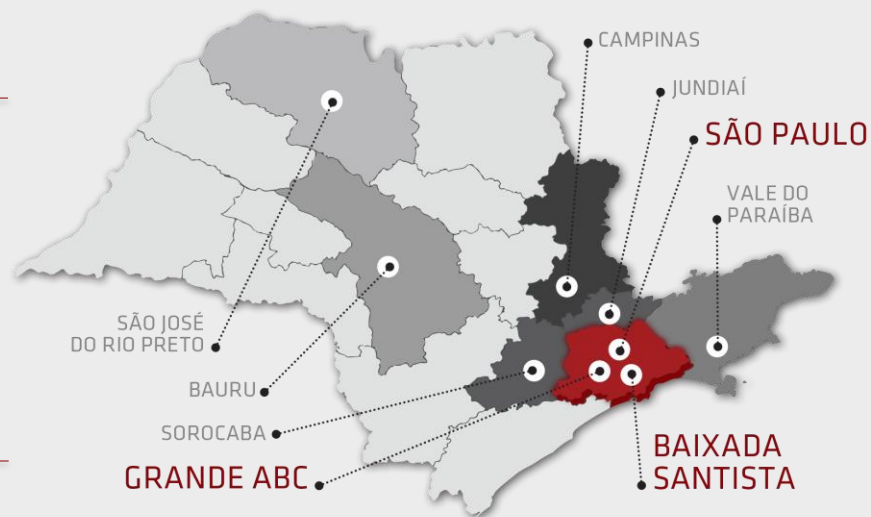 CAMPINAS
JUNDIAÍ
SÃO PAULO
VALE DO
PARAÍBA
SÃO JOSÉ
DO RIO PRETO
BAURU
SOROCABA
GRANDE ABC
BAIXADA
SANTISTA